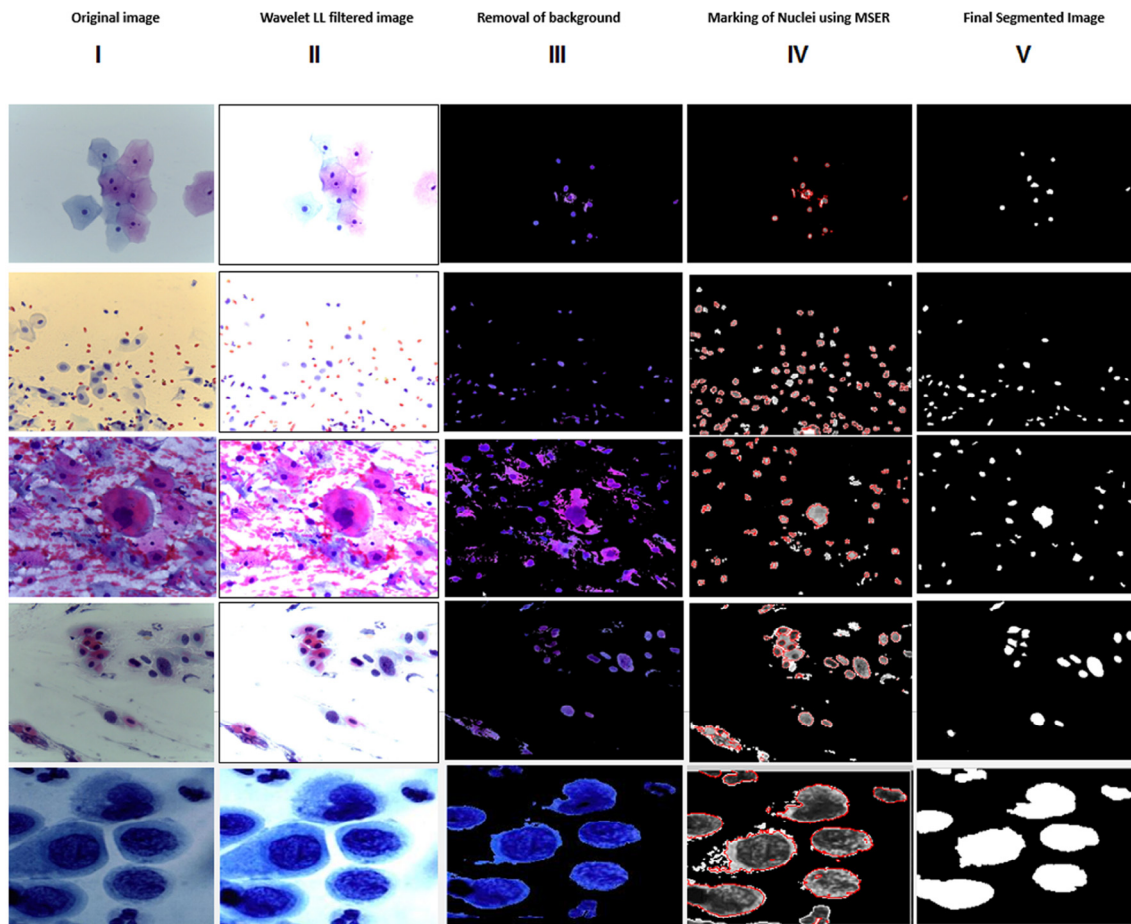 Original image
Wavelet LL filtered image
Removal of background
Marking of Nuclei using MSER
Final Segmented Image
I
II
III
IV
V